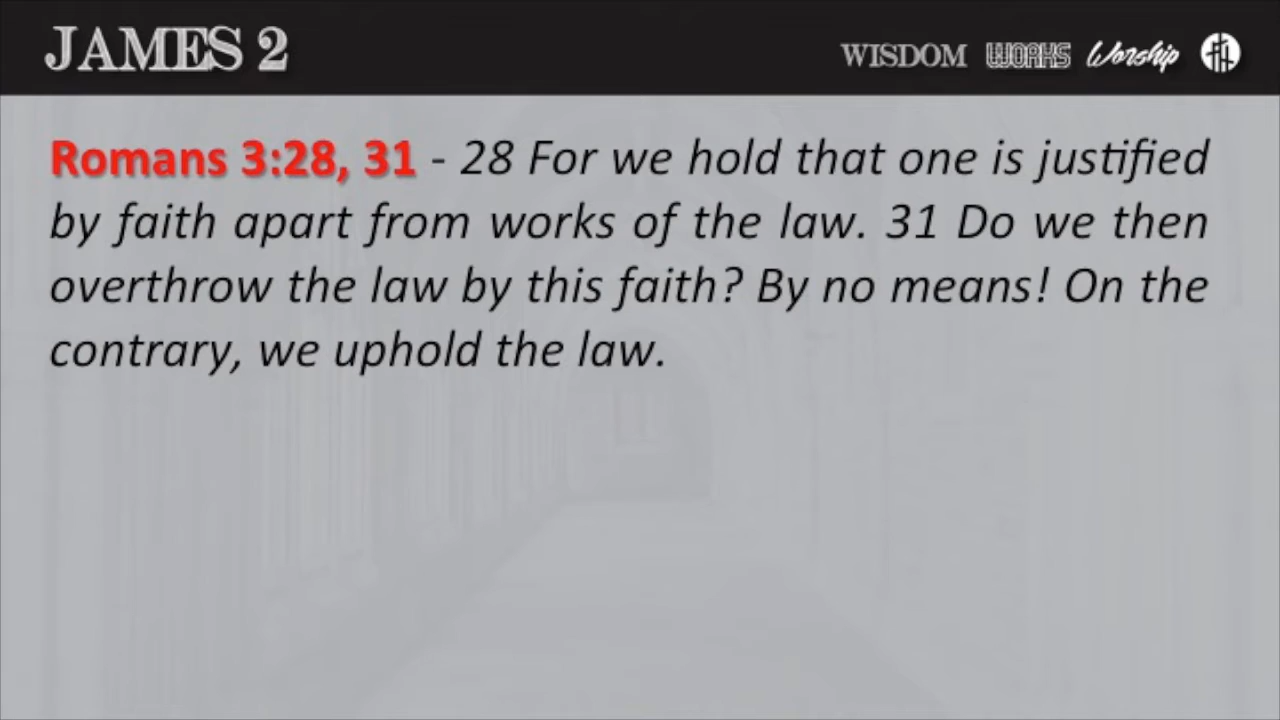 JAMES 2
WISDOM WORKS Worship
Romans 3:28, 31 - 28 For we hold that one is justified
by faith apart from works of the law. 31 Do we then
overthrow the law by this faith? By no means! On the
contrary, we uphold the law.